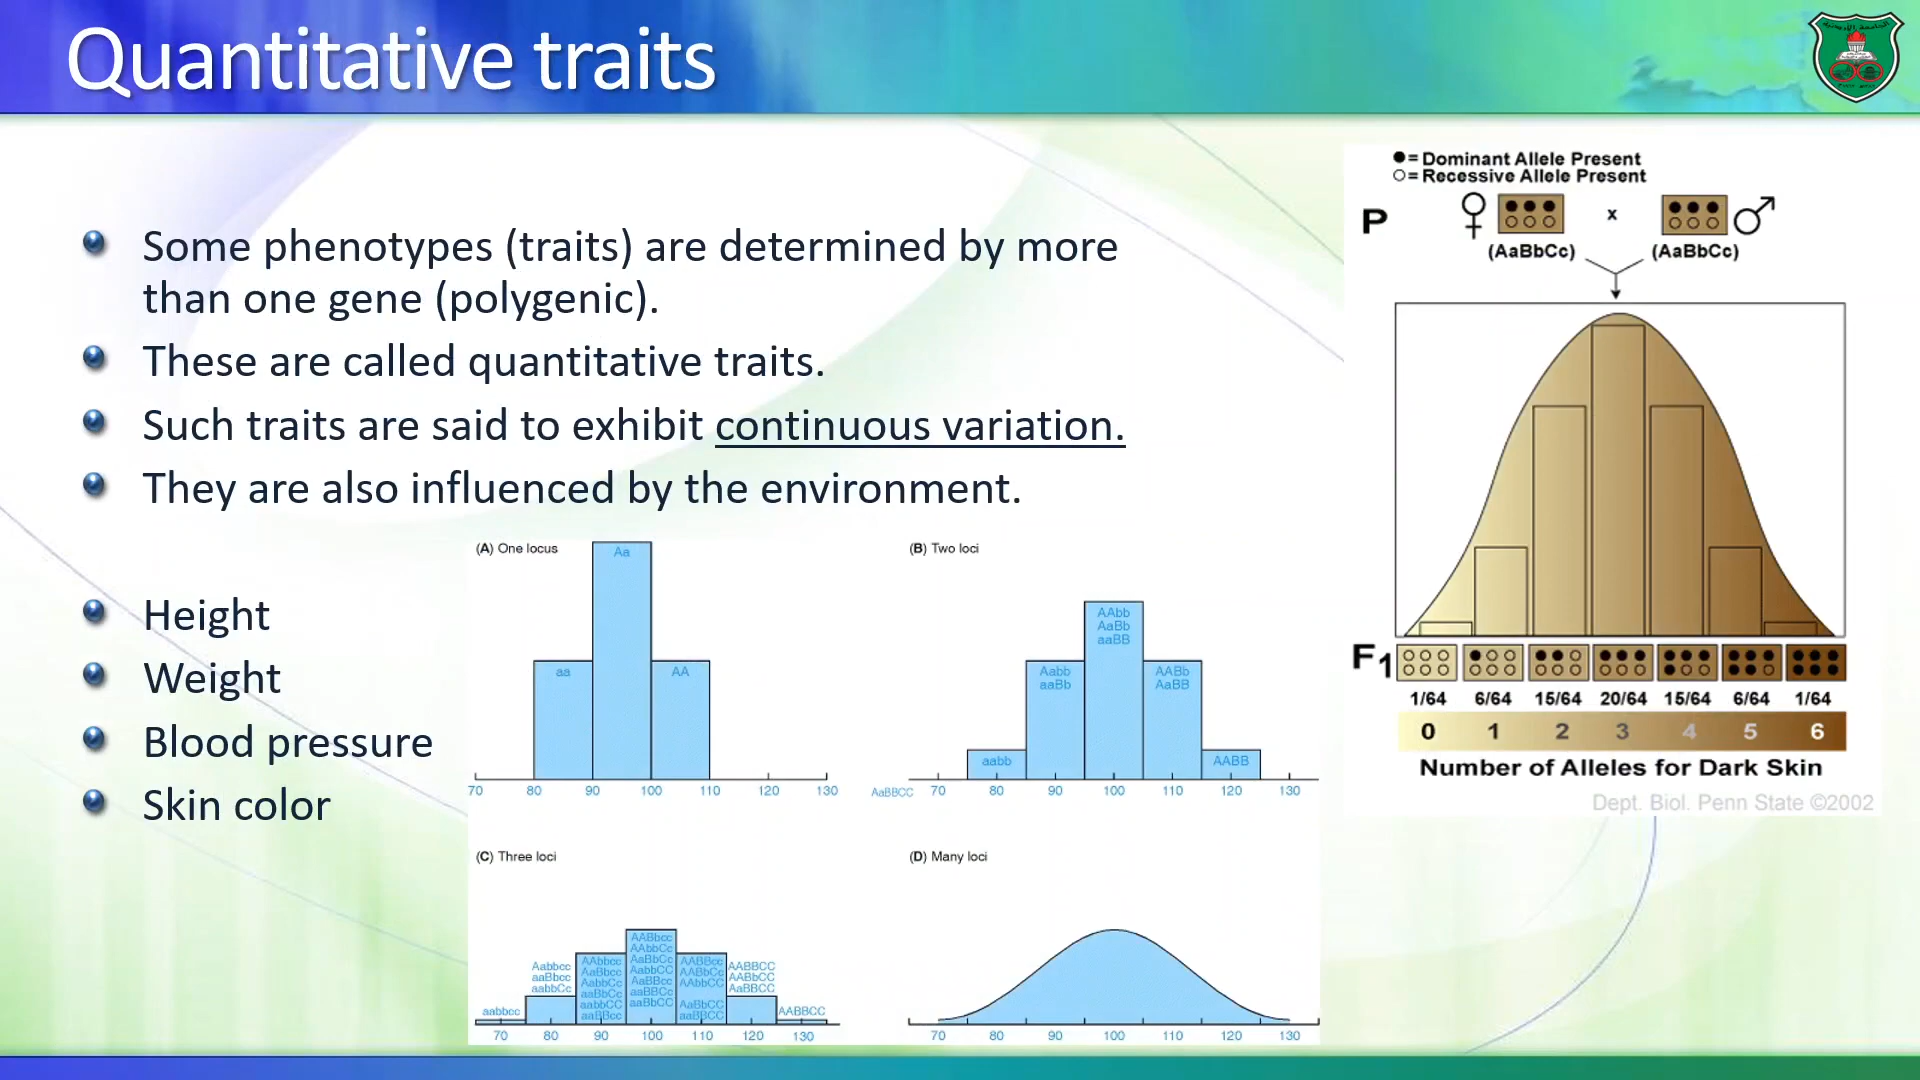 Quantitative traits
Some phenotypes (traits) are determined by more
than one gene (polygenic).
These are called quantitative traits.
Such traits are said to exhibit continuous variation.
They are also influenced by the environment.
Height
Weight
Blood pressure
Skin color
(A) One locus
Aa
aa
AA
70 80 90 100 110 120 130
(B) Two loci
AAbb
AaBb
aaBB
Aabb
aaBb
AABb
AaBB
aabb
AABB
AaBBCC
70 80 90 100 110 120 130
(C) Three loci
aabbcc
Aabbcc
aaBbcc
aabbCc
AAbbcc
AaBbcc
AabbCc
aaBbCc
aabbCC
aaBBcc
AABbcc
AAbbCc
AaBbCc
AabbCC
AaBBcc
aaBBCc
aaBbCC
AABBcc
AABbCc
AAbbCC
AaBbCC
aaBBCC
AABBCC
AABbCC
AaBBCC
AABBCC
70 80 90 100 110 120 130
(D) Many loci
70 80 90 100 110 120 130
●= Dominant Allele Present
○= Recessive Allele Present
P
♀ x ♂
(AaBbCc) (AaBbCc)
F1
1/64 6/64 15/64 20/64 15/64 6/64 1/64
0 1 2 3 4 5 6
Number of Alleles for Dark Skin
Dept. Biol. Penn State ©2002